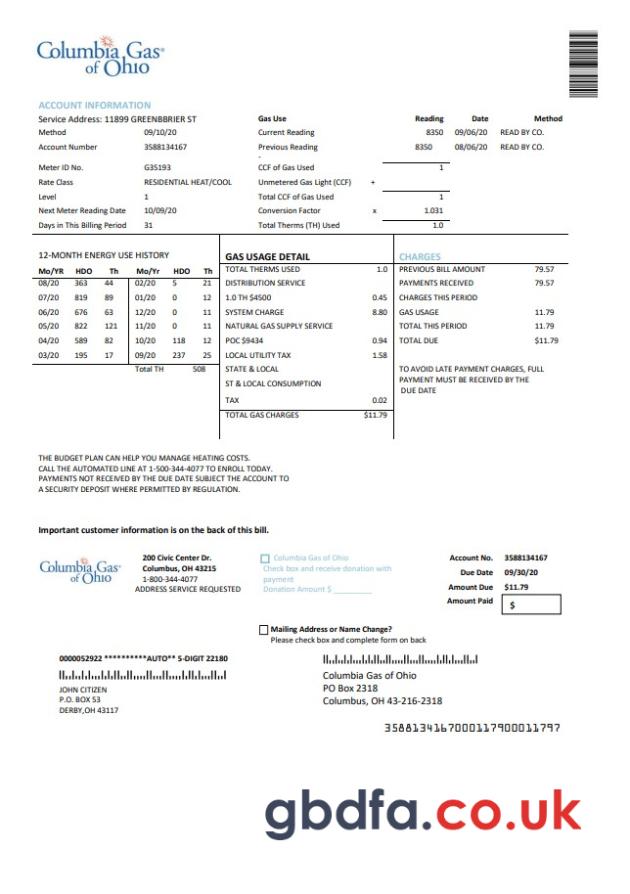 Columbia Gas®
of Ohio
ACCOUNT INFORMATION
Service Address: 11899 GREENBBRIER ST
Method 09/10/20
Account Number 3588134167
Meter ID No. G35193
Rate Class RESIDENTIAL HEAT/COOL
Level 1
Next Meter Reading Date 10/09/20
Days in This Billing Period 31
Gas Use Reading Date Method
Current Reading 8350 09/06/20 READ BY CO.
Previous Reading 8350 08/06/20 READ BY CO.
-
CCF of Gas Used 1
Unmetered Gas Light (CCF) +
Total CCF of Gas Used 1
Conversion Factor x 1.031
Total Therms (TH) Used 1.0
12-MONTH ENERGY USE HISTORY
Mo/YR HDO Th Mo/Yr HDO Th
08/20 363 44 02/20 5 21
07/20 819 89 01/20 0 12
06/20 676 63 12/20 0 11
05/20 822 121 11/20 0 11
04/20 589 82 10/20 118 12
03/20 195 17 09/20 237 25
Total TH 508
GAS USAGE DETAIL
TOTAL THERMS USED 1.0
DISTRIBUTION SERVICE
1.0 TH $4500 0.45
SYSTEM CHARGE 8.80
NATURAL GAS SUPPLY SERVICE
POC $9434 0.94
LOCAL UTILITY TAX 1.58
STATE & LOCAL
ST & LOCAL CONSUMPTION
TAX 0.02
TOTAL GAS CHARGES $11.79
CHARGES
PREVIOUS BILL AMOUNT 79.57
PAYMENTS RECEIVED 79.57
CHARGES THIS PERIOD
GAS USAGE 11.79
TOTAL THIS PERIOD 11.79
TOTAL DUE $11.79
TO AVOID LATE PAYMENT CHARGES, FULL
PAYMENT MUST BE RECEIVED BY THE
DUE DATE
THE BUDGET PLAN CAN HELP YOU MANAGE HEATING COSTS.
CALL THE AUTOMATED LINE AT 1-500-344-4077 TO ENROLL TODAY.
PAYMENTS NOT RECEIVED BY THE DUE DATE SUBJECT THE ACCOUNT TO
A SECURITY DEPOSIT WHERE PERMITTED BY REGULATION.
Important customer information is on the back of this bill.
Columbia Gas®
of Ohio
200 Civic Center Dr.
Columbus, OH 43215
1-800-344-4077
ADDRESS SERVICE REQUESTED
Columbia Gas of Ohio
Check box and receive donation with
payment
Donation Amount $ _________
Account No. 3588134167
Due Date 09/30/20
Amount Due $11.79
Amount Paid $
Mailing Address or Name Change?
Please check box and complete form on back
0000052922 **********AUTO** 5-DIGIT 22180
JOHN CITIZEN
P.O. BOX 53
DERBY,OH 43117
Columbia Gas of Ohio
PO Box 2318
Columbus, OH 43-216-2318
3588134167000117900011797
gbdfa.co.uk